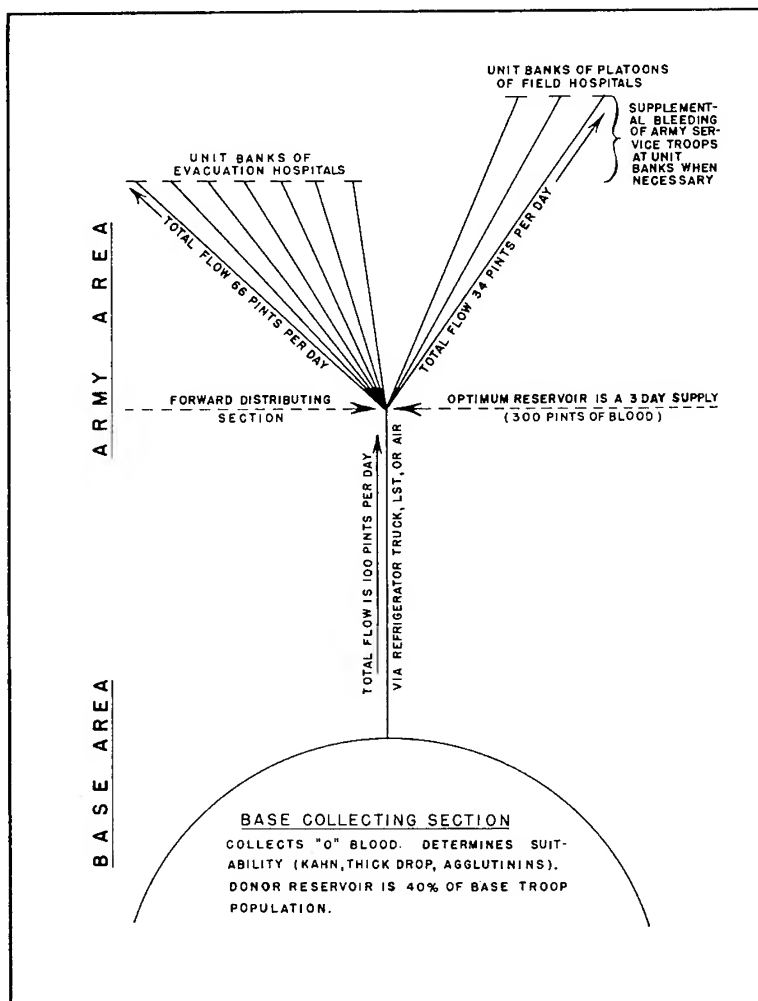 UNIT BANKS OF PLATOONS
OF FIELD HOSPITALS
SUPPLEMENT-
AL BLEEDING
OF ARMY SER-
VICE TROOPS
AT UNIT
BANKS WHEN
NECESSARY
UNIT BANKS OF
EVACUATION HOSPITALS
TOTAL FLOW 66 PINTS PER DAY
TOTAL FLOW 34 PINTS PER DAY
ARMY AREA
FORWARD DISTRIBUTING
SECTION
OPTIMUM RESERVOIR IS A 3 DAY SUPPLY
(300 PINTS OF BLOOD)
TOTAL FLOW IS 100 PINTS PER DAY
VIA REFRIGERATOR TRUCK, LST, OR AIR
BASE AREA
BASE COLLECTING SECTION
COLLECTS "O" BLOOD. DETERMINES SUIT-
ABILITY (KAHN, THICK DROP, AGGLUTININS).
DONOR RESERVOIR IS 40% OF BASE TROOP
POPULATION.